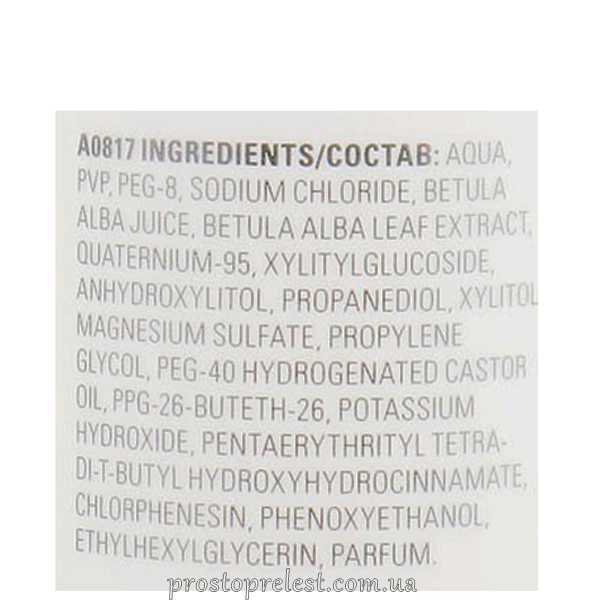 A0817 INGREDIENTS/СОСТАВ: AQUA,
PVP, PEG-8, SODIUM CHLORIDE, BETULA
ALBA JUICE, BETULA ALBA LEAF EXTRACT,
QUATERNIUM-95, XYLITYLGLUCOSIDE,
ANHYDROXYLITOL, PROPANEDIOL, XYLITOL
MAGNESIUM SULFATE, PROPYLENE
GLYCOL, PEG-40 HYDROGENATED CASTOR
OIL, PPG-26-BUTETH-26, POTASSIUM
HYDROXIDE, PENTAERYTHRITYL TETRA-
DI-T-BUTYL HYDROXYHYDROCINNAMATE,
CHLORPHENESIN, PHENOXYETHANOL,
ETHYLHEXYLGLYCERIN, PARFUM.
prostoprelest.com.ua